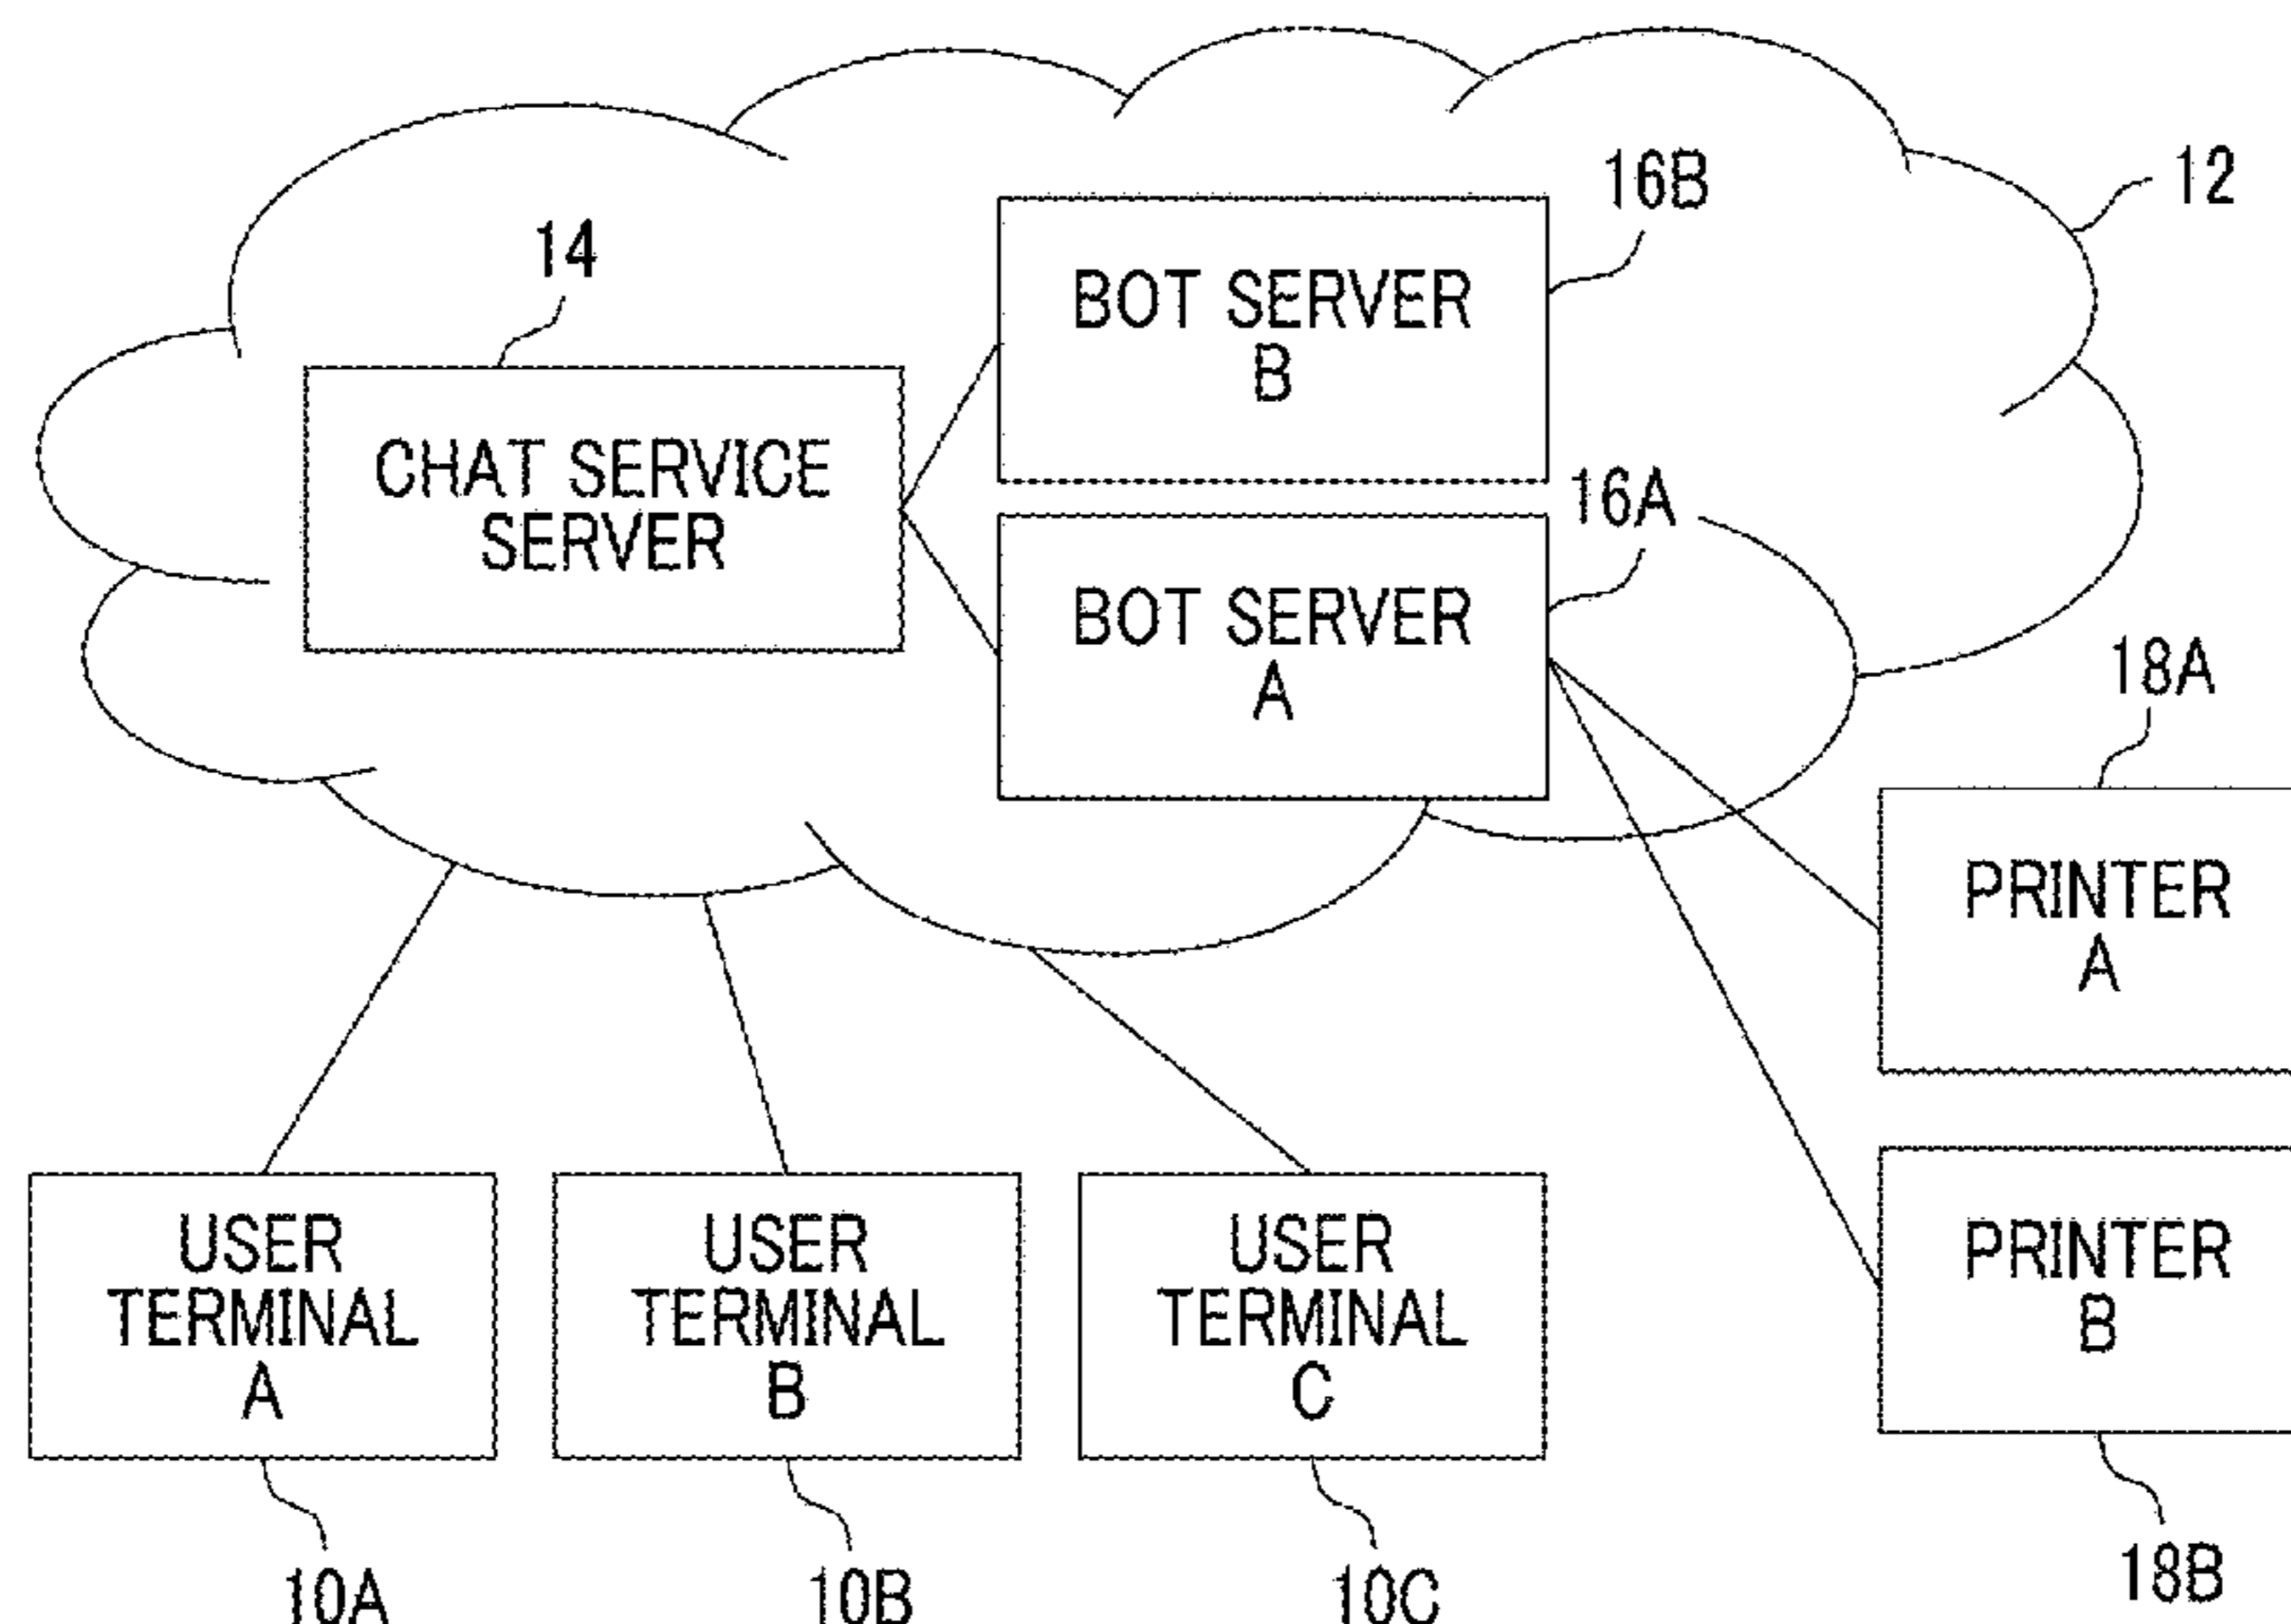 16B
12
14
BOT SERVER
B
CHAT SERVICE
SERVER
16A
BOT SERVER
A
18A
PRINTER
A
USER
TERMINAL
A
USER
TERMINAL
B
USER
TERMINAL
C
PRINTER
B
10A
10B
10C
18B